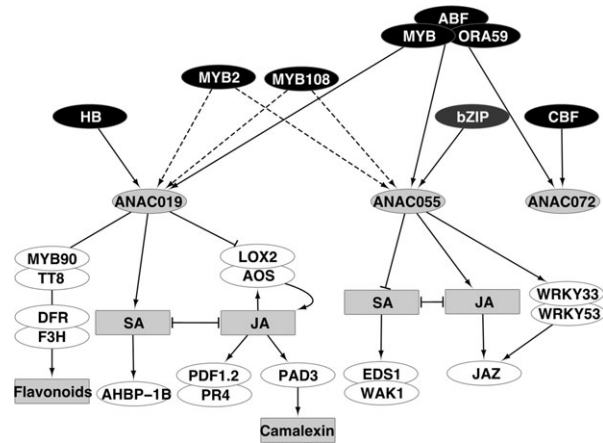 ABF
MYB
ORA59
MYB2
MYB108
HB
bZIP
CBF
ANAC019
ANAC055
ANAC072
MYB90
TT8
LOX2
AOS
DFR
F3H
SA
JA
SA
JA
WRKY33
WRKY53
Flavonoids
AHBP-1B
PDF1.2
PR4
PAD3
EDS1
WAK1
JAZ
Camalexin